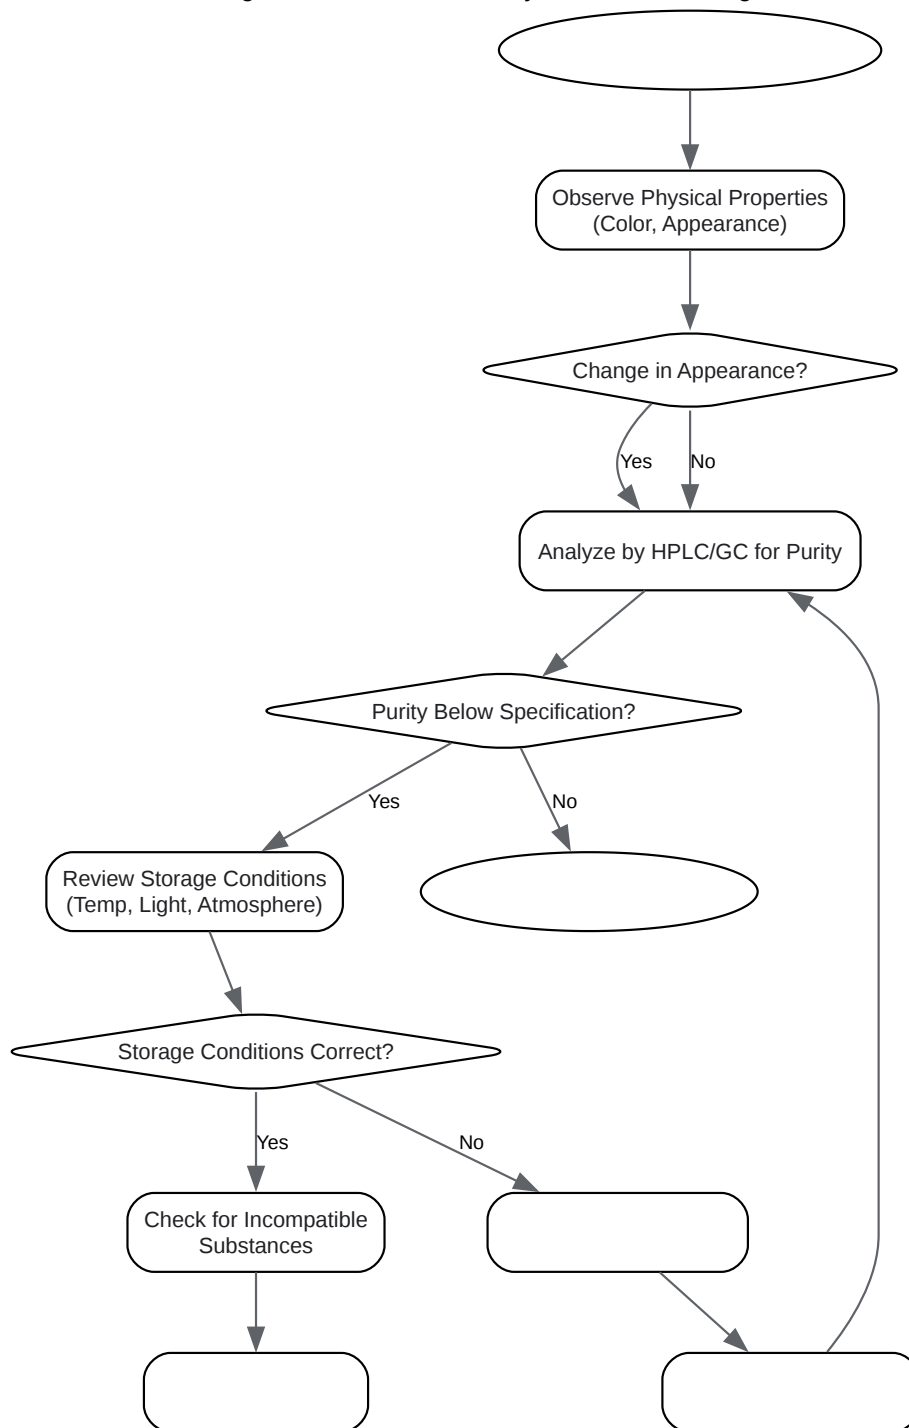 Observe Physical Properties
(Color, Appearance)
Change in Appearance?
Yes
No
Analyze by HPLC/GC for Purity
Purity Below Specification?
Yes
No
Review Storage Conditions
(Temp, Light, Atmosphere)
Storage Conditions Correct?
Yes
No
Check for Incompatible
Substances